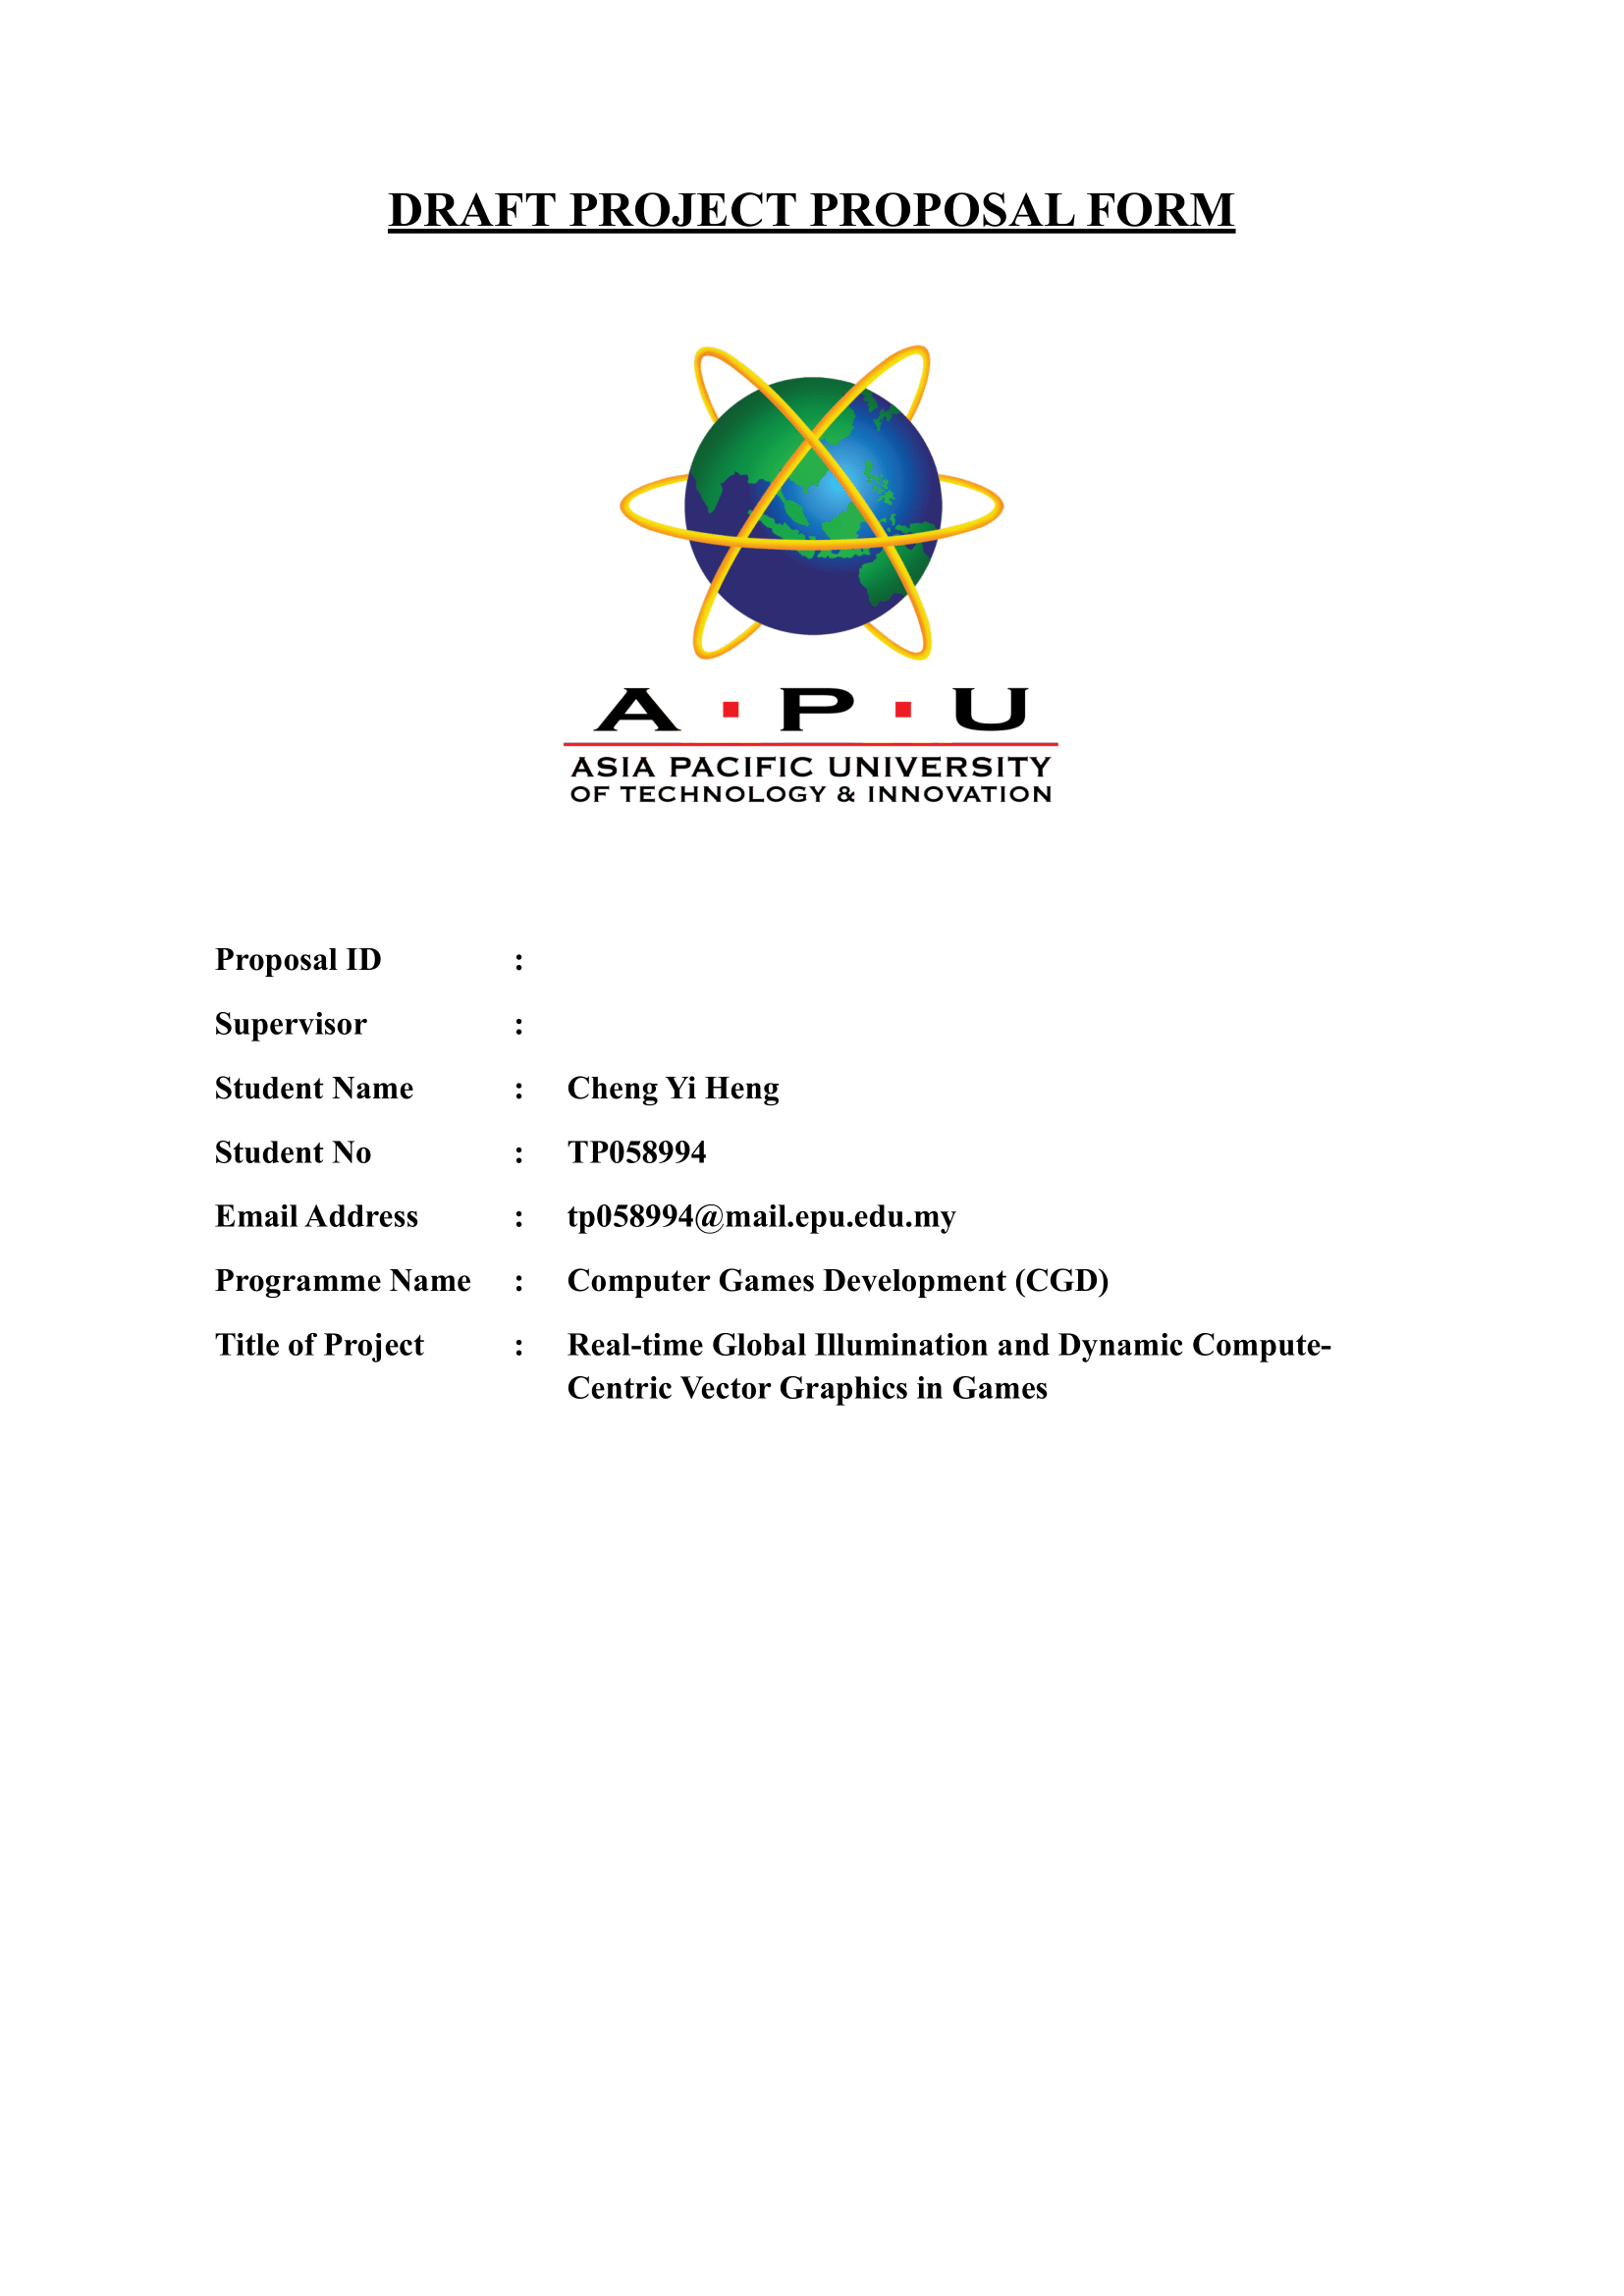 DRAFT PROJECT PROPOSAL FORM
A · P · U
ASIA PACIFIC UNIVERSITY
OF TECHNOLOGY & INNOVATION
Proposal ID :
Supervisor :
Student Name : Cheng Yi Heng
Student No : TP058994
Email Address : tp058994@mail.epu.edu.my
Programme Name : Computer Games Development (CGD)
Title of Project : Real-time Global Illumination and Dynamic Compute-
Centric Vector Graphics in Games